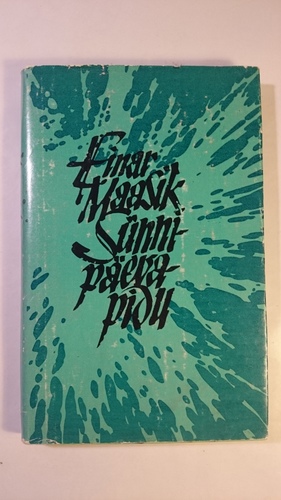 Einar
Maasik
Sünni-
päeva-
pidu